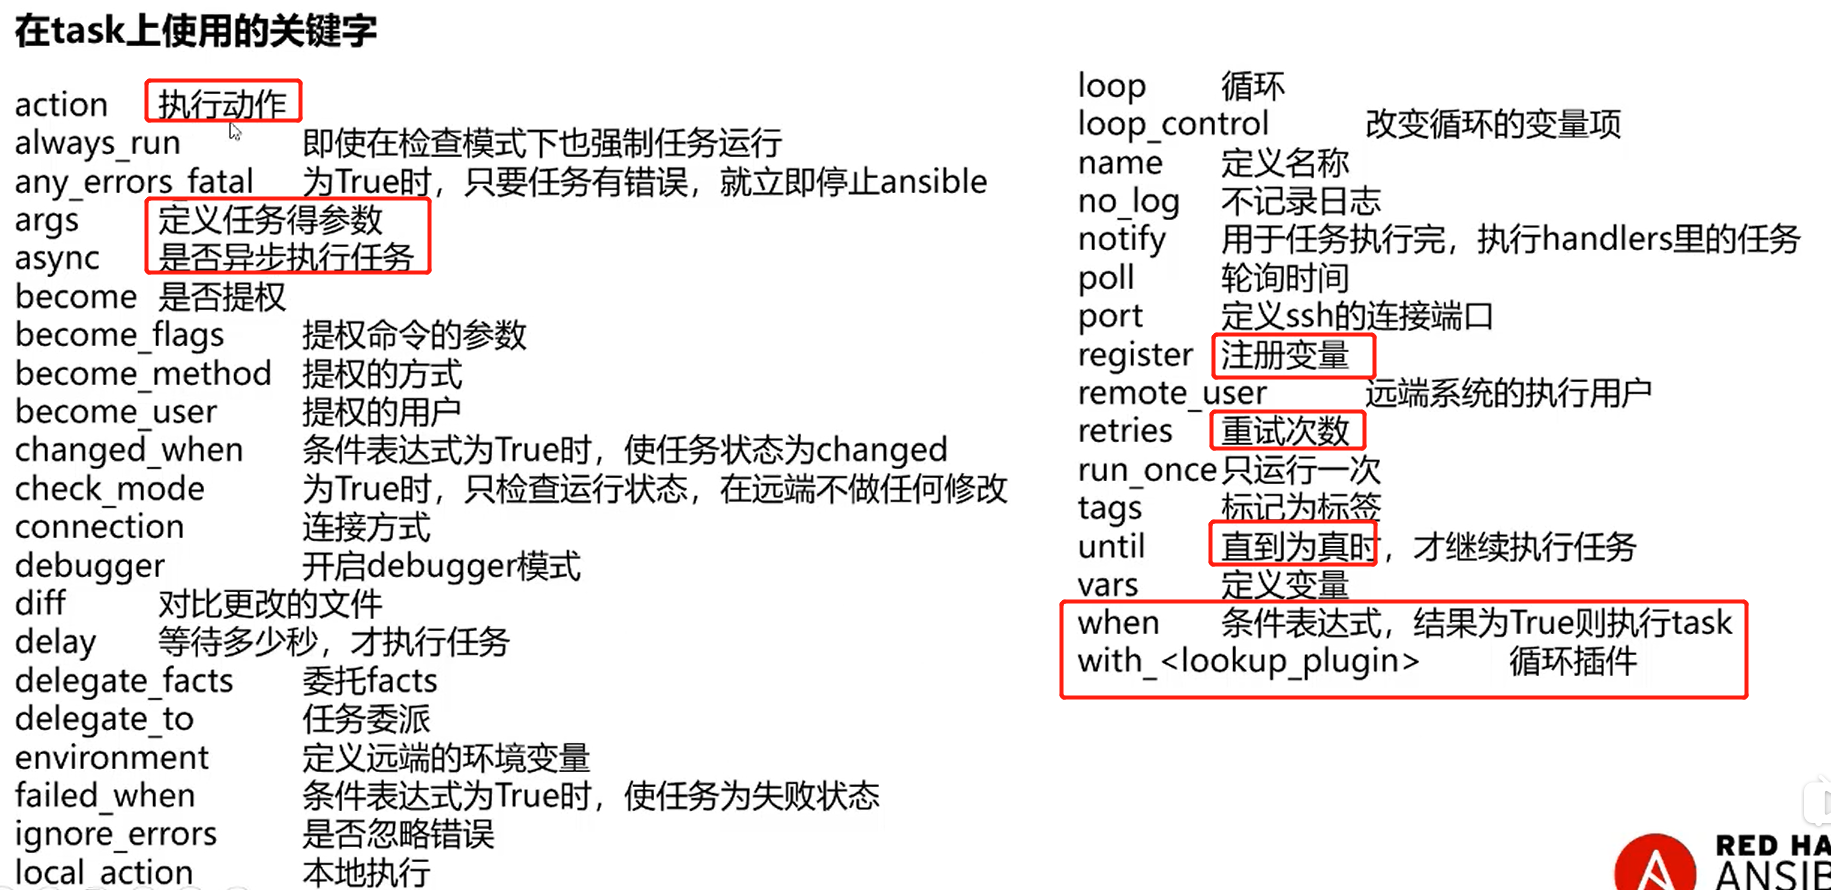 在task上使用的关键字
action 执行动作
always_run 即使在检查模式下也强制任务运行
any_errors_fatal 为True时，只要任务有错误，就立即停止ansible
args 定义任务得参数
async 是否异步执行任务
become 是否提权
become_flags 提权命令的参数
become_method 提权的方式
become_user 提权的用户
changed_when 条件表达式为True时，使任务状态为changed
check_mode 为True时，只检查运行状态，在远端不做任何修改
connection 连接方式
debugger 开启debugger模式
diff 对比更改的文件
delay 等待多少秒，才执行任务
delegate_facts 委托facts
delegate_to 任务委派
environment 定义远端的环境变量
failed_when 条件表达式为True时，使任务为失败状态
ignore_errors 是否忽略错误
local_action 本地执行
loop 循环
loop_control 改变循环的变量项
name 定义名称
no_log 不记录日志
notify 用于任务执行完，执行handlers里的任务
poll 轮询时间
port 定义ssh的连接端口
register 注册变量
remote_user 远端系统的执行用户
retries 重试次数
run_once 只运行一次
tags 标记为标签
until 直到为真时，才继续执行任务
vars 定义变量
when 条件表达式，结果为True则执行task
with_<lookup_plugin> 循环插件
RED HA
ANSIB